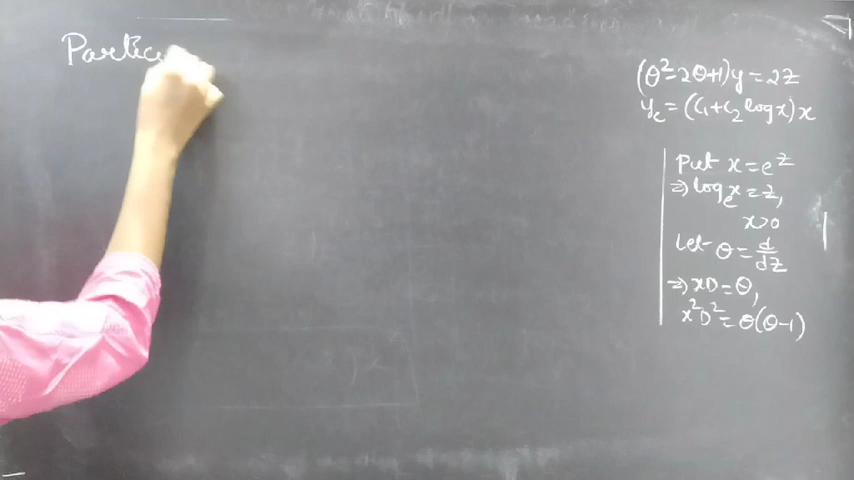 Partic
(θ²-2θ+1)y = 2z
y_c = (c₁+c₂ log x)x
Put x = e^z
⇒ log_e x = z,
x>0
Let θ = d/dz
⇒ xD = θ,
x²D² = θ(θ-1)